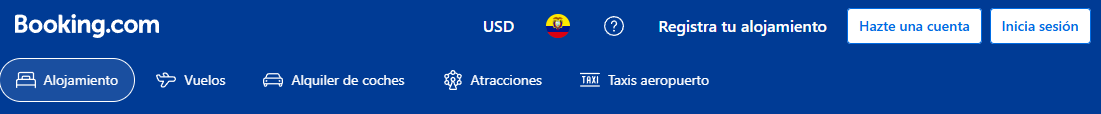 Booking.com USD Registra tu alojamiento Hazte una cuenta Inicia sesión
Alojamiento Vuelos Alquiler de coches Atracciones TAXI Taxis aeropuerto